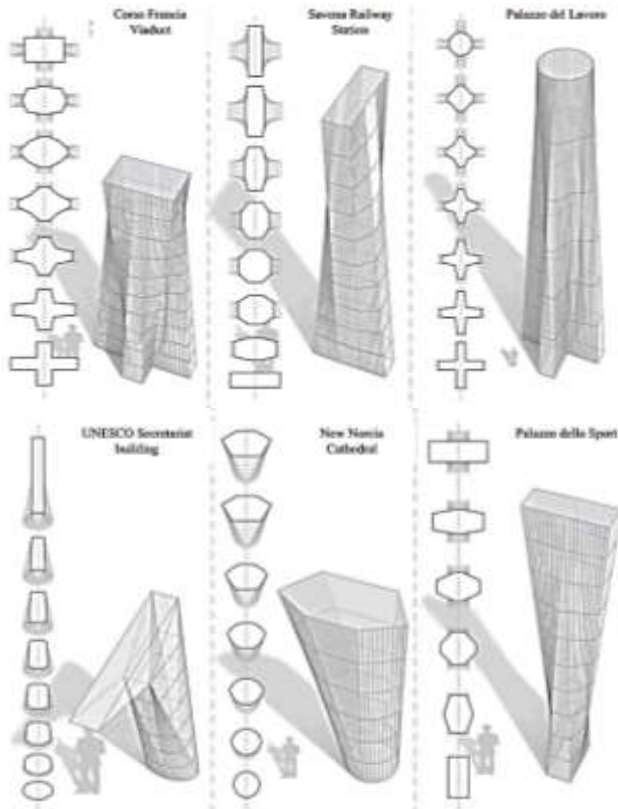 Corso Francia
Viaduct
Savona Railway
Station
Palazzo del Lavoro
UNESCO Secretariat
building
New Norcia
Cathedral
Palazzo dello Sport